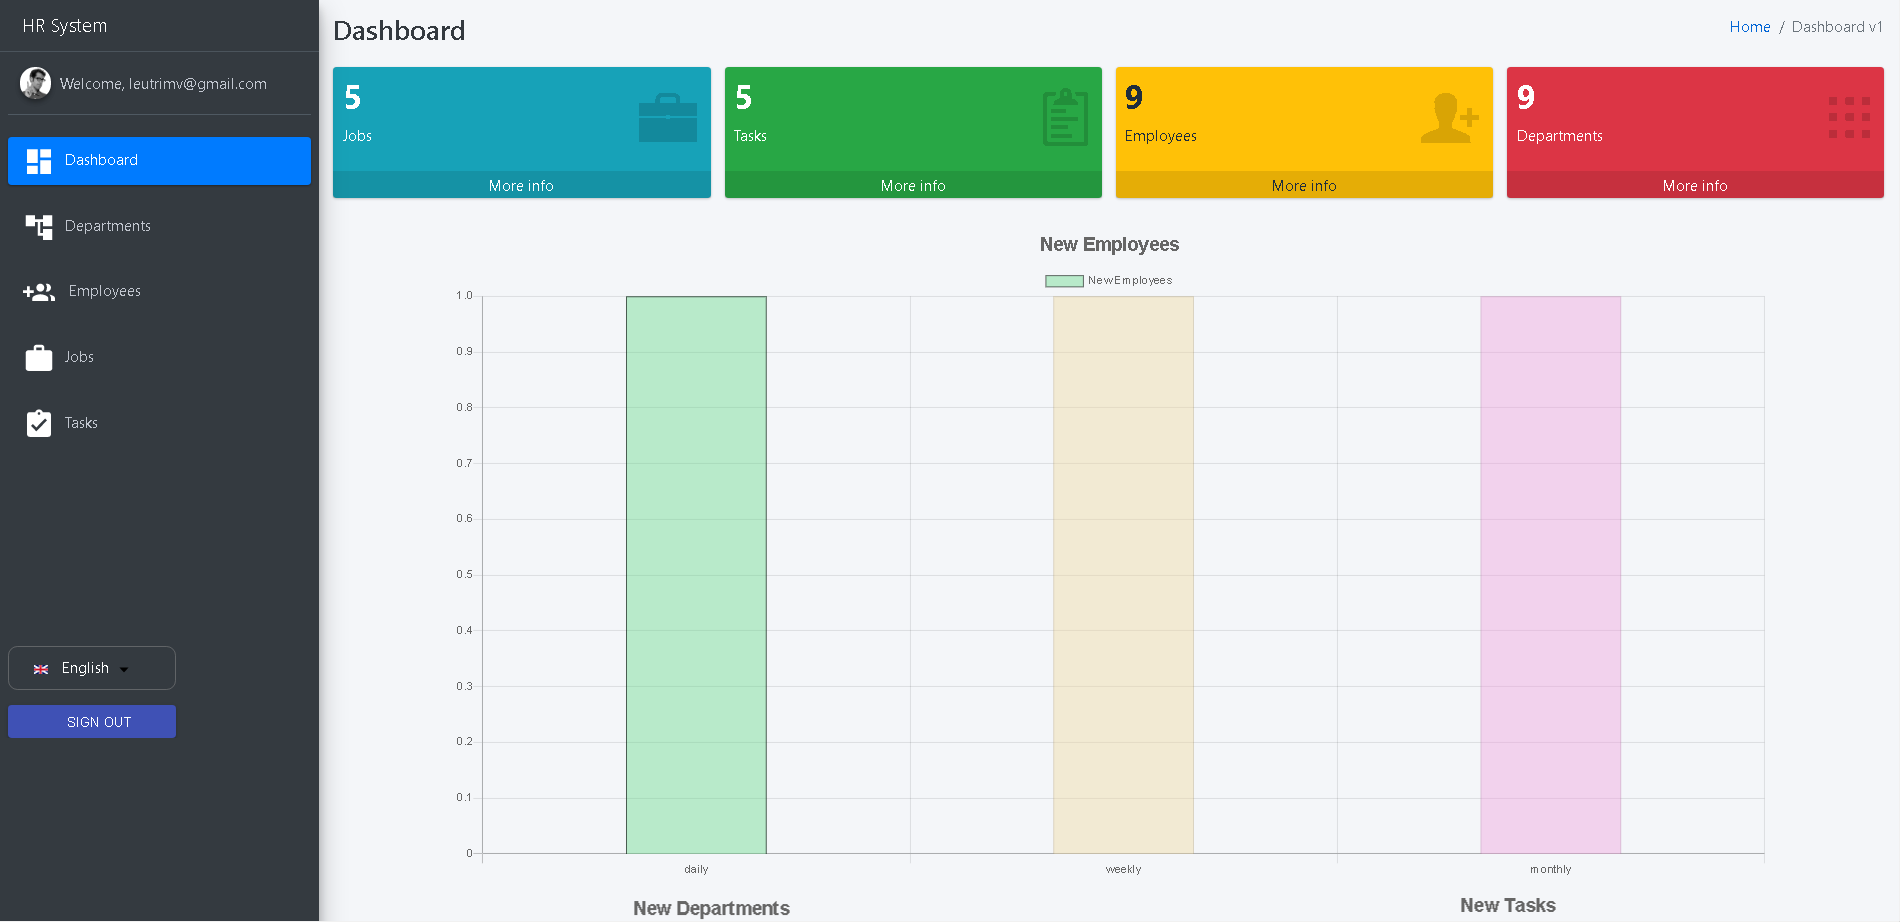 HR System
Welcome, leutrimv@gmail.com
Dashboard
Departments
Employees
Jobs
Tasks
English
SIGN OUT
Dashboard
Home / Dashboard v1
5
Jobs
More info
5
Tasks
More info
9
Employees
More info
9
Departments
More info
New Employees
New Employees
1.0
0.9
0.8
0.7
0.6
0.5
0.4
0.3
0.2
0.1
0
daily weekly monthly
New Departments
New Tasks